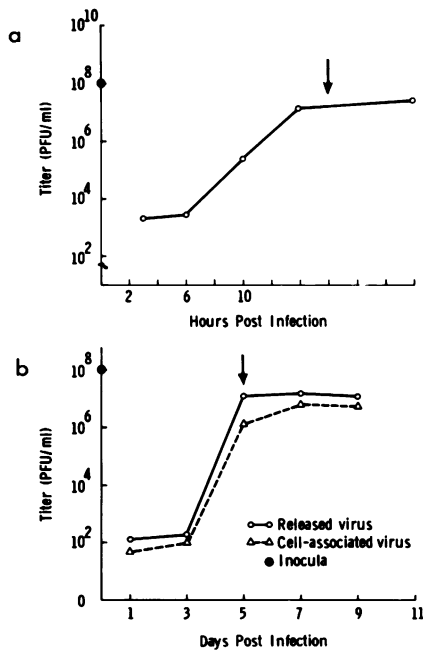 a
10^10
10^8
10^6
10^4
10^2
Titer (PFU/ml)
2 6 10
Hours Post Infection
b
10^8
10^6
10^4
10^2
0
Titer (PFU/ml)
Released virus
Cell-associated virus
Inocula
1 3 5 7 9 11
Days Post Infection